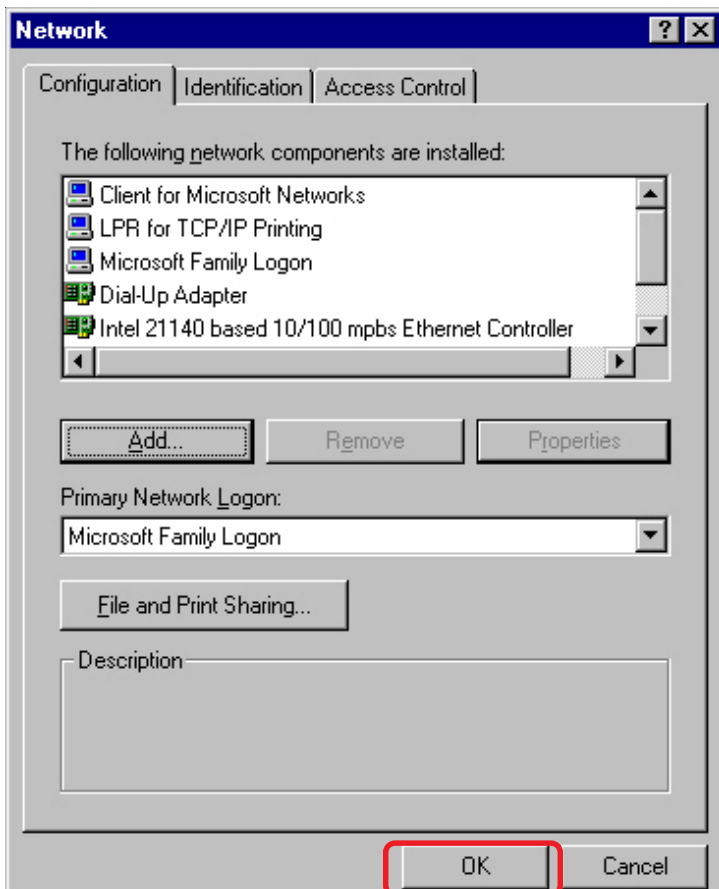 Network
Configuration Identification Access Control
The following network components are installed:
Client for Microsoft Networks
LPR for TCP/IP Printing
Microsoft Family Logon
Dial-Up Adapter
Intel 21140 based 10/100 mpbs Ethernet Controller
Add... Remove Properties
Primary Network Logon:
Microsoft Family Logon
File and Print Sharing...
Description
OK Cancel